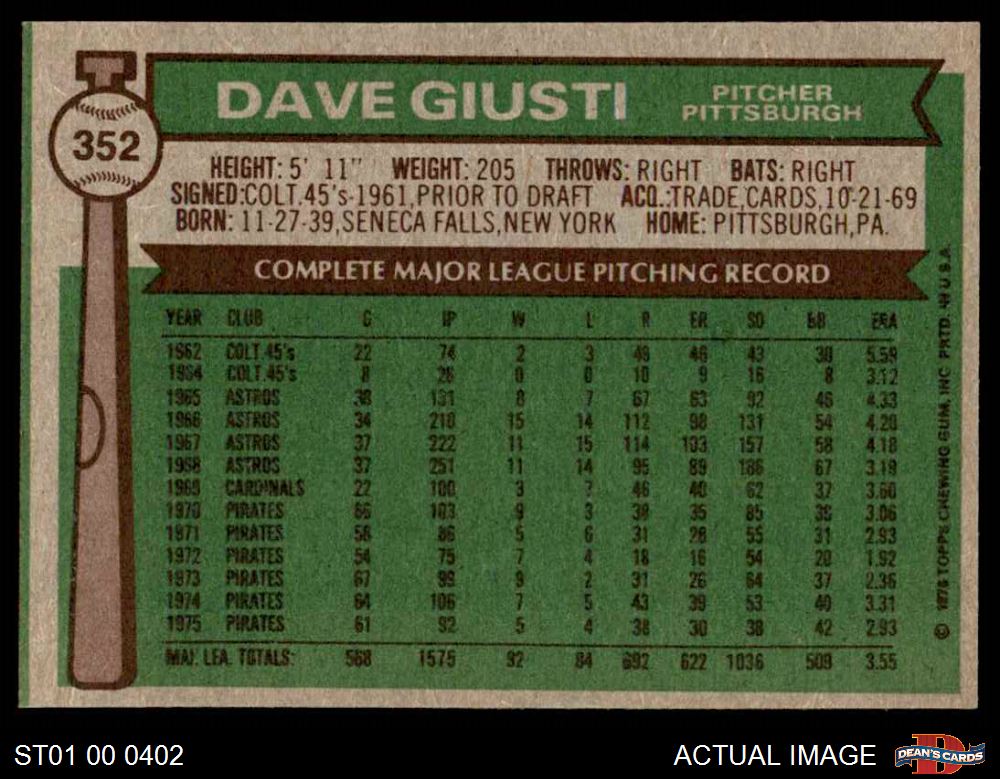 352
DAVE GIUSTI
PITCHER
PITTSBURGH
HEIGHT: 5' 11" WEIGHT: 205 THROWS: RIGHT BATS: RIGHT
SIGNED:COLT.45's-1961,PRIOR TO DRAFT ACQ.:TRADE,CARDS,10-21-69
BORN: 11-27-39,SENECA FALLS,NEW YORK HOME: PITTSBURGH,PA.
COMPLETE MAJOR LEAGUE PITCHING RECORD
YEAR CLUB G IP W L R ER SO BB ERA
1962 COLT.45's 22 74 2 3 49 46 43 30 5.59
1964 COLT.45's 8 26 0 0 10 9 16 8 3.12
1965 ASTROS 38 131 8 7 67 63 92 46 4.33
1966 ASTROS 34 210 15 14 112 98 131 54 4.20
1967 ASTROS 37 222 11 15 114 103 157 58 4.18
1968 ASTROS 37 251 11 14 95 89 186 67 3.19
1969 CARDINALS 22 100 3 7 46 40 62 37 3.60
1970 PIRATES 66 103 9 3 38 35 85 39 3.06
1971 PIRATES 58 86 5 6 31 28 55 31 2.93
1972 PIRATES 54 75 7 4 18 16 54 20 1.92
1973 PIRATES 67 99 9 2 31 26 64 37 2.36
1974 PIRATES 64 106 7 5 43 39 53 40 3.31
1975 PIRATES 61 92 5 4 38 30 38 42 2.93
MAJ. LEA. TOTALS: 568 1575 92 84 692 622 1036 509 3.55
© 1976 TOPPS CHEWING GUM, INC. PRTD. IN U.S.A.
ST01 00 0402
ACTUAL IMAGE
DEAN'S CARDS